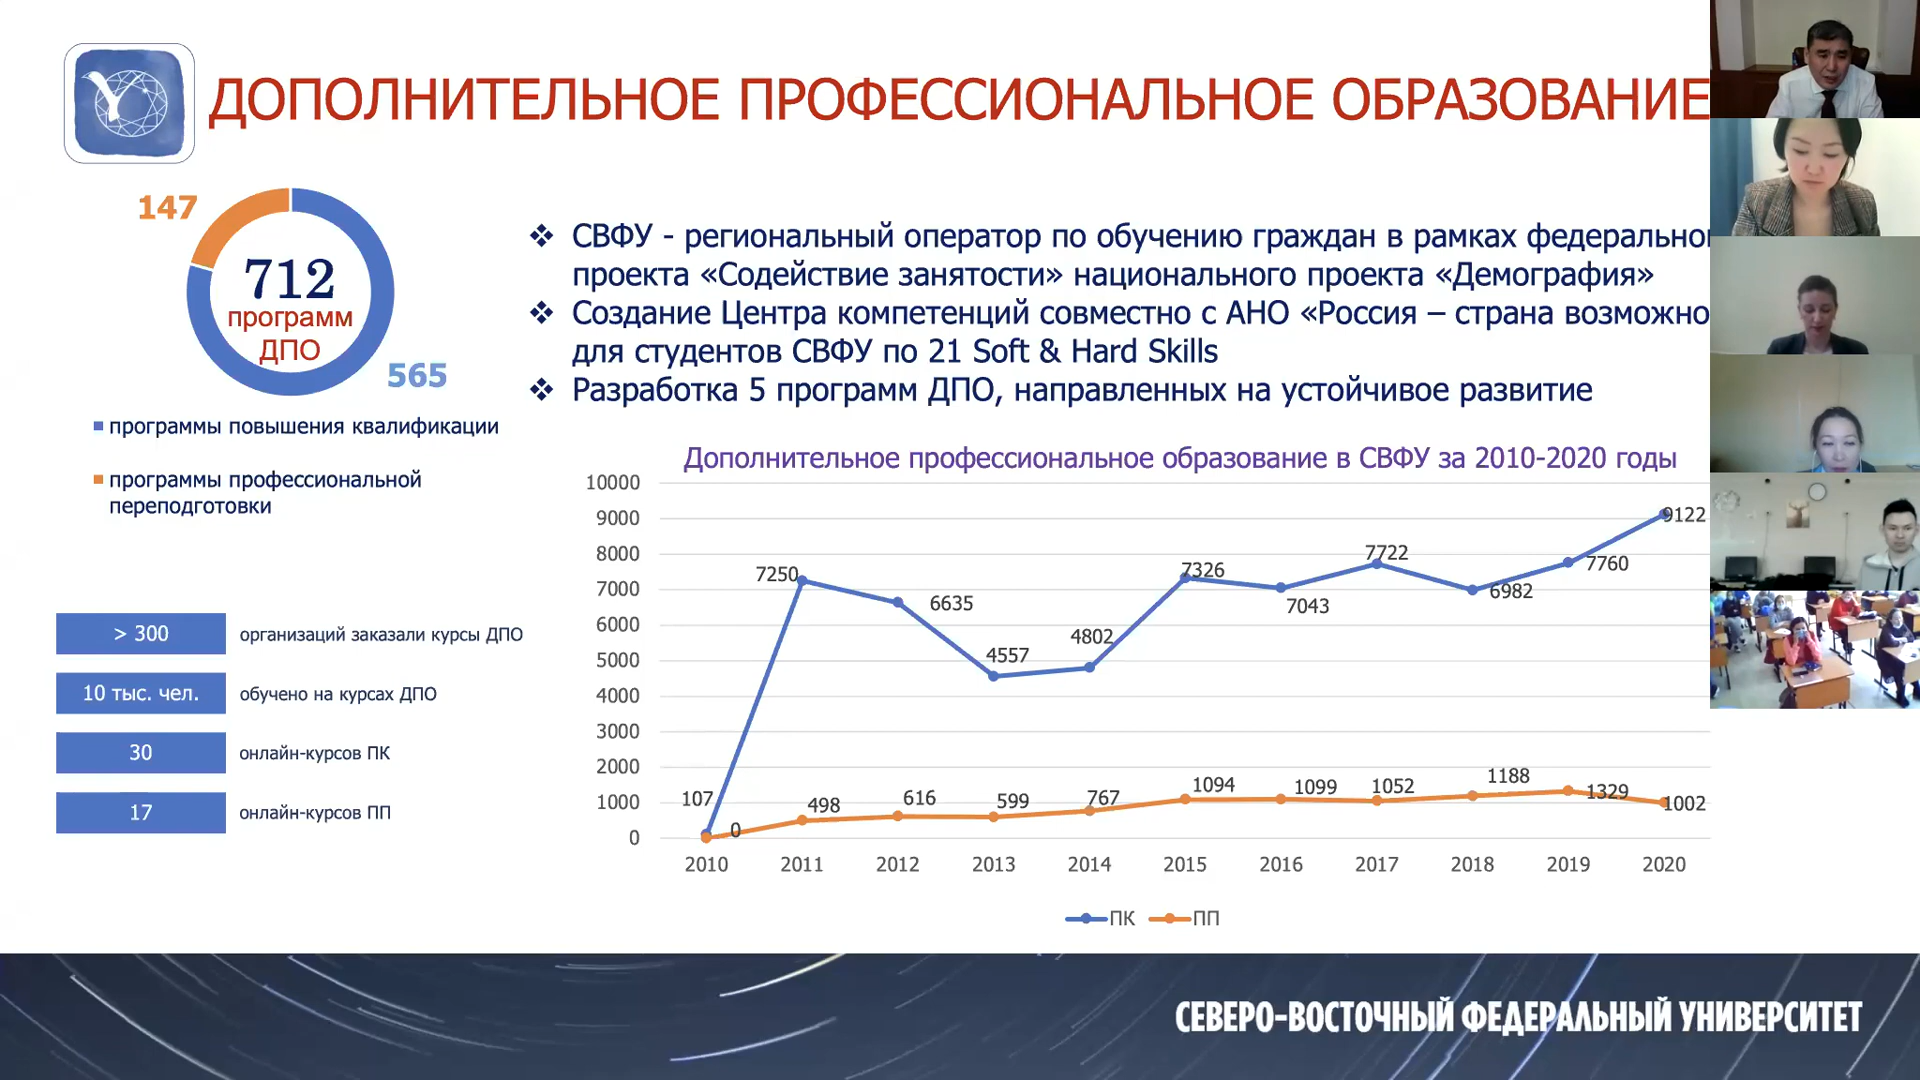 ДОПОЛНИТЕЛЬНОЕ ПРОФЕССИОНАЛЬНОЕ ОБРАЗОВАНИЕ
147
712
программ
ДПО
565
программы повышения квалификации
программы профессиональной
переподготовки
> 300 организаций заказали курсы ДПО
10 тыс. чел. обучено на курсах ДПО
30 онлайн-курсов ПК
17 онлайн-курсов ПП
❖ СВФУ - региональный оператор по обучению граждан в рамках федерально
проекта «Содействие занятости» национального проекта «Демография»
❖ Создание Центра компетенций совместно с АНО «Россия – страна возможно
для студентов СВФУ по 21 Soft & Hard Skills
❖ Разработка 5 программ ДПО, направленных на устойчивое развитие
Дополнительное профессиональное образование в СВФУ за 2010-2020 годы
10000
9000
8000
7000
6000
5000
4000
3000
2000
1000
0
107 7250 6635 4557 4802 7326 7043 7722 6982 7760 9122
0 498 616 599 767 1094 1099 1052 1188 1329 1002
2010 2011 2012 2013 2014 2015 2016 2017 2018 2019 2020
ПК ПП
СЕВЕРО-ВОСТОЧНЫЙ ФЕДЕРАЛЬНЫЙ УНИВЕРСИТЕТ